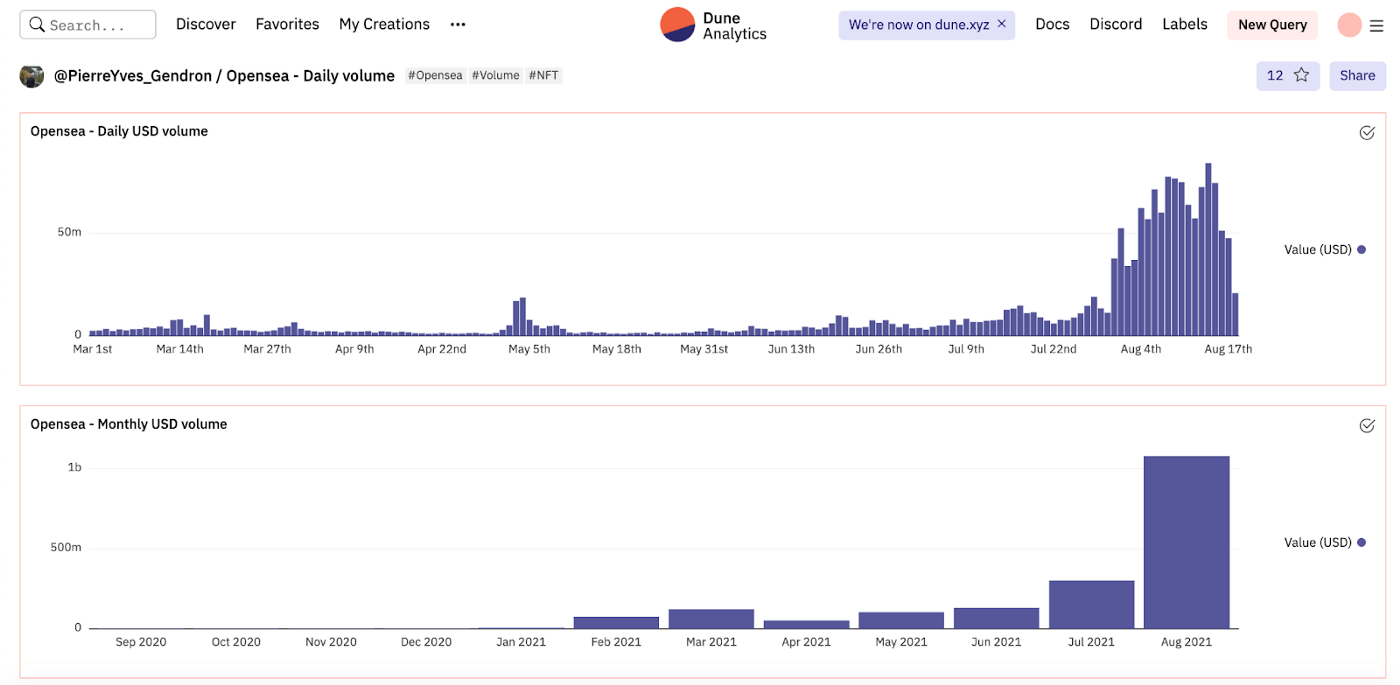 Search...
Discover
Favorites
My Creations
Dune
Analytics
We're now on dune.xyz ×
Docs
Discord
Labels
New Query
@PierreYves_Gendron / Opensea - Daily volume #Opensea #Volume #NFT
12
Share
Opensea - Daily USD volume
50m
0
Value (USD)
Mar 1st Mar 14th Mar 27th Apr 9th Apr 22nd May 5th May 18th May 31st Jun 13th Jun 26th Jul 9th Jul 22nd Aug 4th Aug 17th
Opensea - Monthly USD volume
1b
500m
0
Value (USD)
Sep 2020 Oct 2020 Nov 2020 Dec 2020 Jan 2021 Feb 2021 Mar 2021 Apr 2021 May 2021 Jun 2021 Jul 2021 Aug 2021